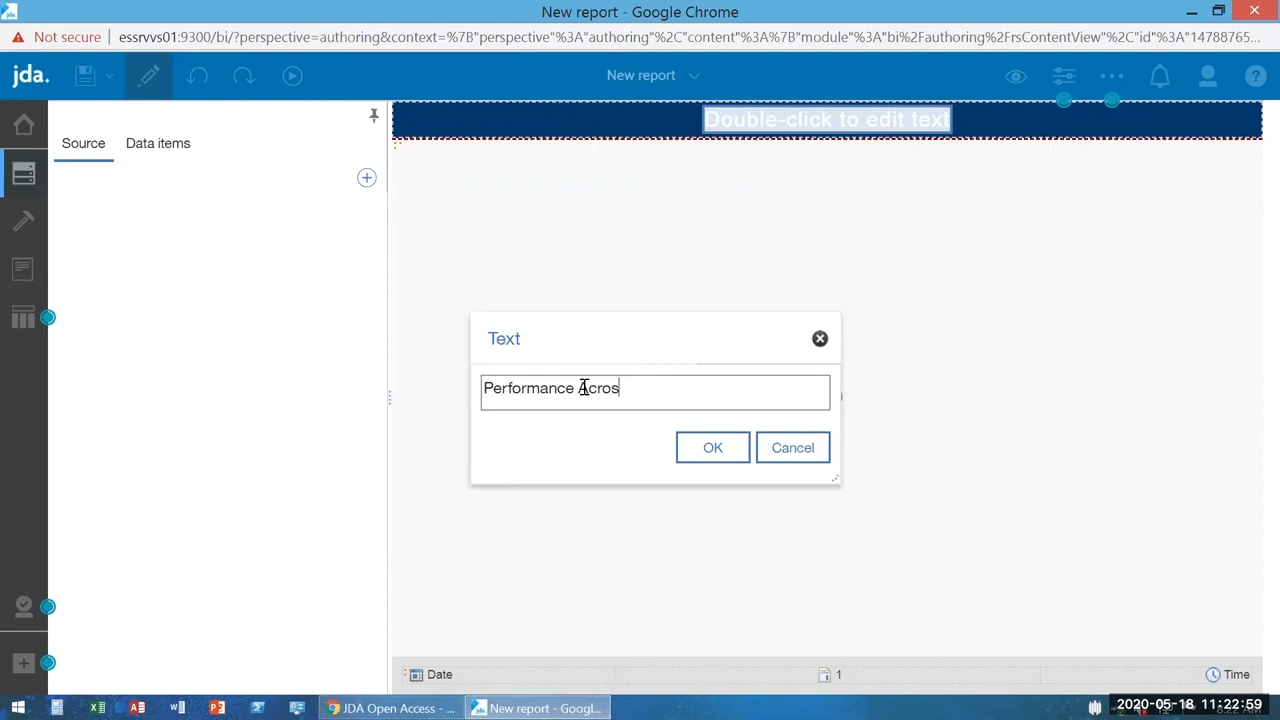 New report - Google Chrome
Not secure | essrvvs01:9300/bi/?perspective=authoring&context=%7B"perspective"%3A"authoring"%2C"content"%3A%7B"module"%3A"bi%2Fauthoring%2FrsContentView"%2C"id"%3A"14788765...
jda.
New report
Source
Data items
Double-click to edit text
Text
Performance Acros
OK
Cancel
Date
1
Time
JDA Open Access - ...
New report - Googl...
2020-05-18 11:22:59